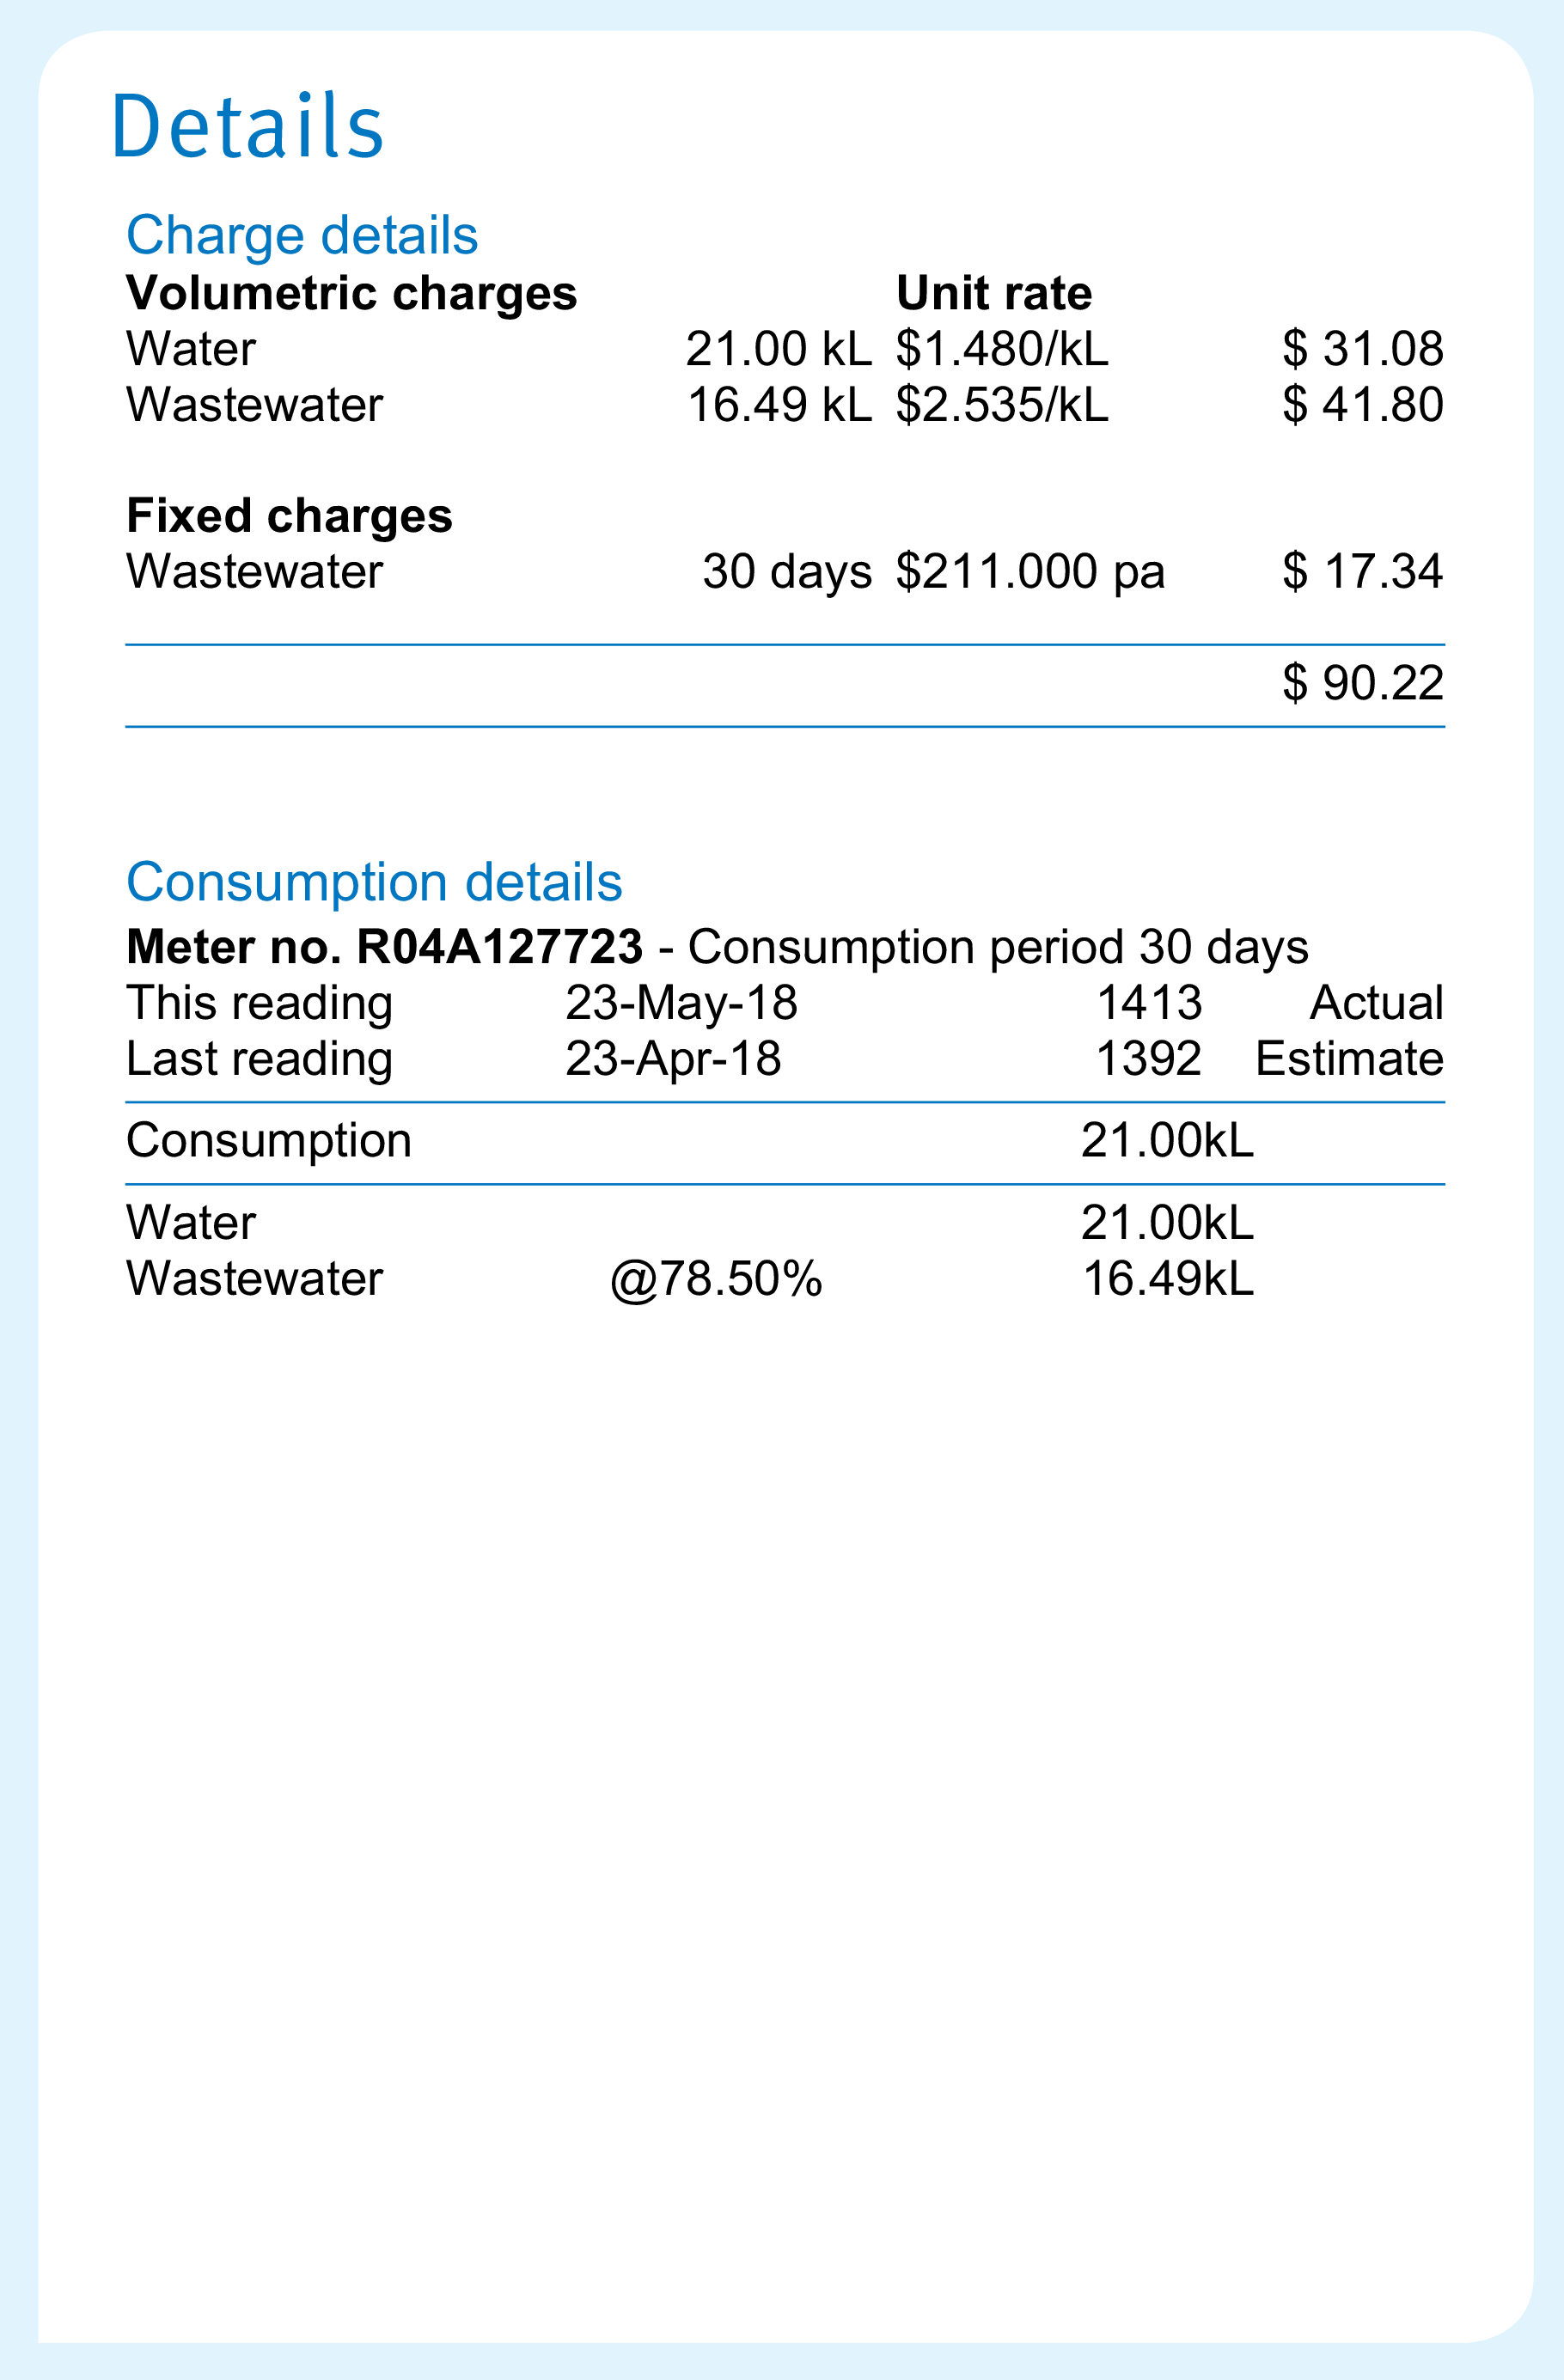 Details
Charge details
Volumetric charges Unit rate
Water 21.00 kL $1.480/kL $ 31.08
Wastewater 16.49 kL $2.535/kL $ 41.80
Fixed charges
Wastewater 30 days $211.000 pa $ 17.34
$ 90.22
Consumption details
Meter no. R04A127723 - Consumption period 30 days
This reading 23-May-18 1413 Actual
Last reading 23-Apr-18 1392 Estimate
Consumption 21.00kL
Water 21.00kL
Wastewater @78.50% 16.49kL